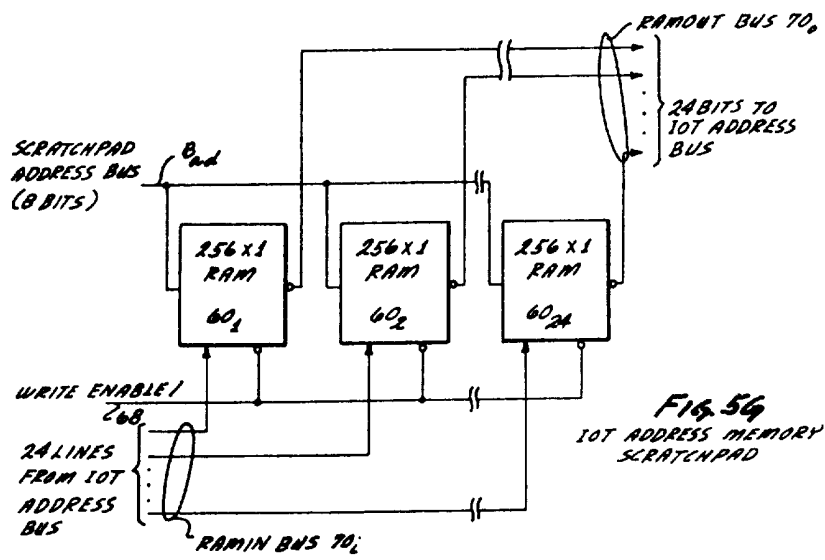 RAMOUT BUS 70o
24 BITS TO
IOT ADDRESS
BUS
SCRATCHPAD
ADDRESS BUS
(8 BITS)
Bad
256 x 1
RAM
60₁
256 x 1
RAM
60₂
256 x 1
RAM
60₂₄
WRITE ENABLE /
68
24 LINES
FROM IOT
ADDRESS
BUS
RAMIN BUS 70i
FIG. 5G
IOT ADDRESS MEMORY
SCRATCHPAD